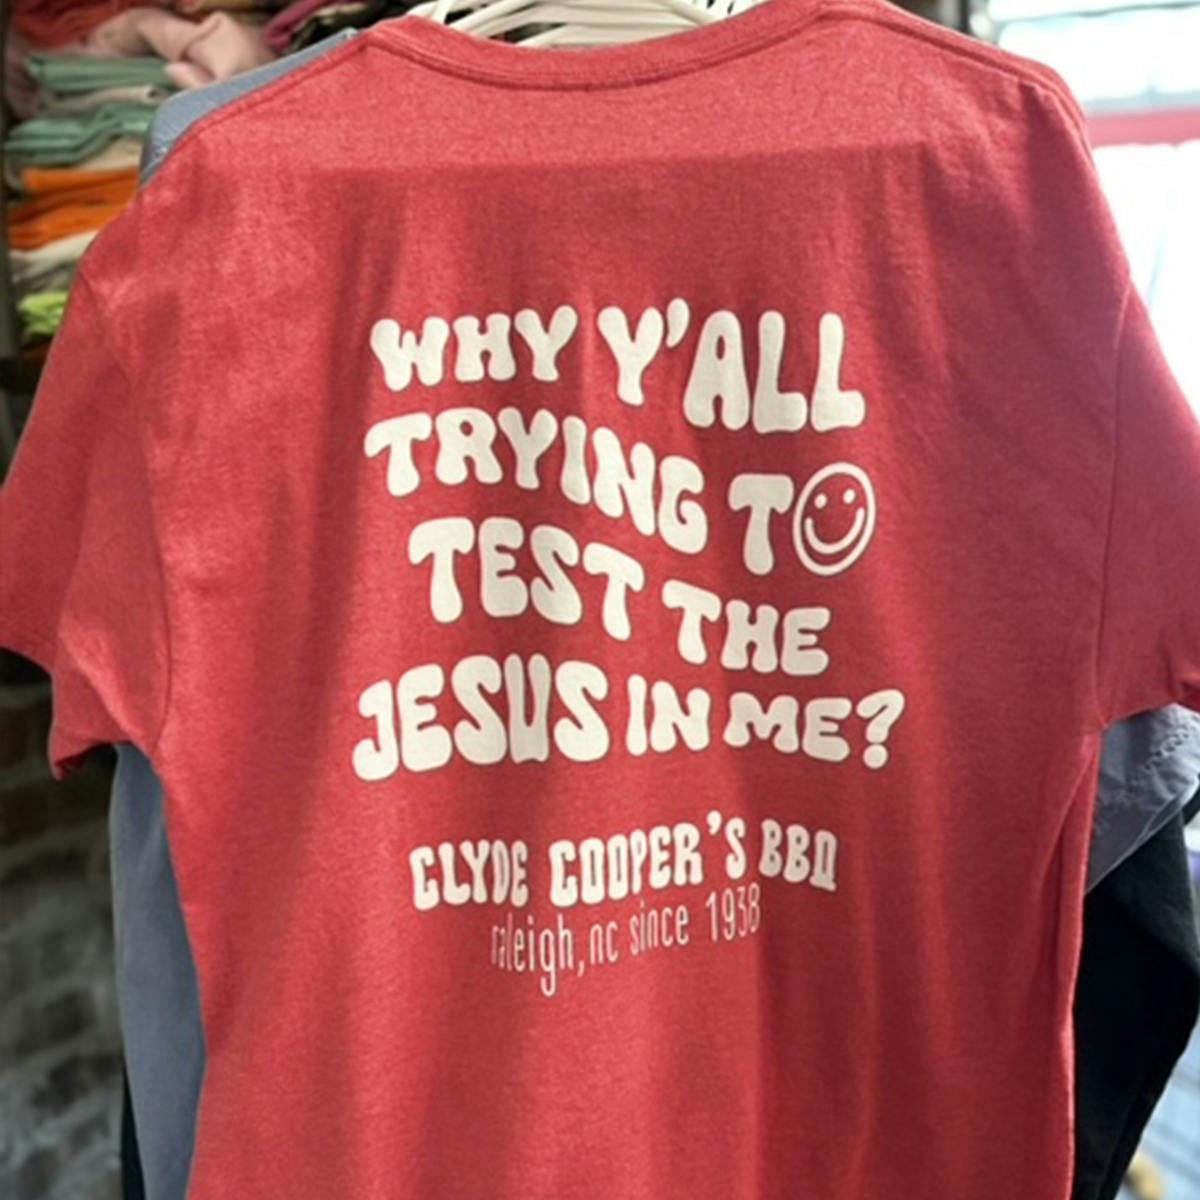 WHY Y'ALL
TRYING TO
TEST THE
JESUS IN ME?
CLYDE COOPER'S BBQ
raleigh, nc since 1938